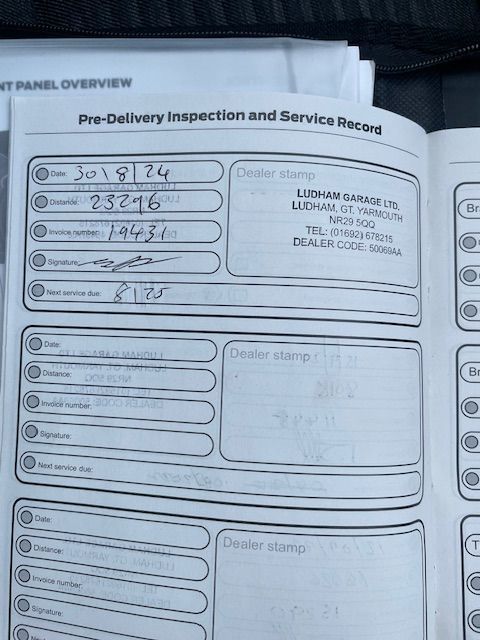 NT PANEL OVERVIEW
Pre-Delivery Inspection and Service Record
Date: 30\8/24
Distance: 23296
Invoice number: 19431
Signature:
Next service due: 8/25
Dealer stamp
LUDHAM GARAGE LTD,
LUDHAM, GT. YARMOUTH
NR29 5QQ
TEL: (01692) 678215
DEALER CODE: 50069AA
Date:
Distance:
Invoice number:
Signature:
Next service due:
Dealer stamp
Date:
Distance:
Invoice number:
Signature:
Dealer stamp
Br
Br
T